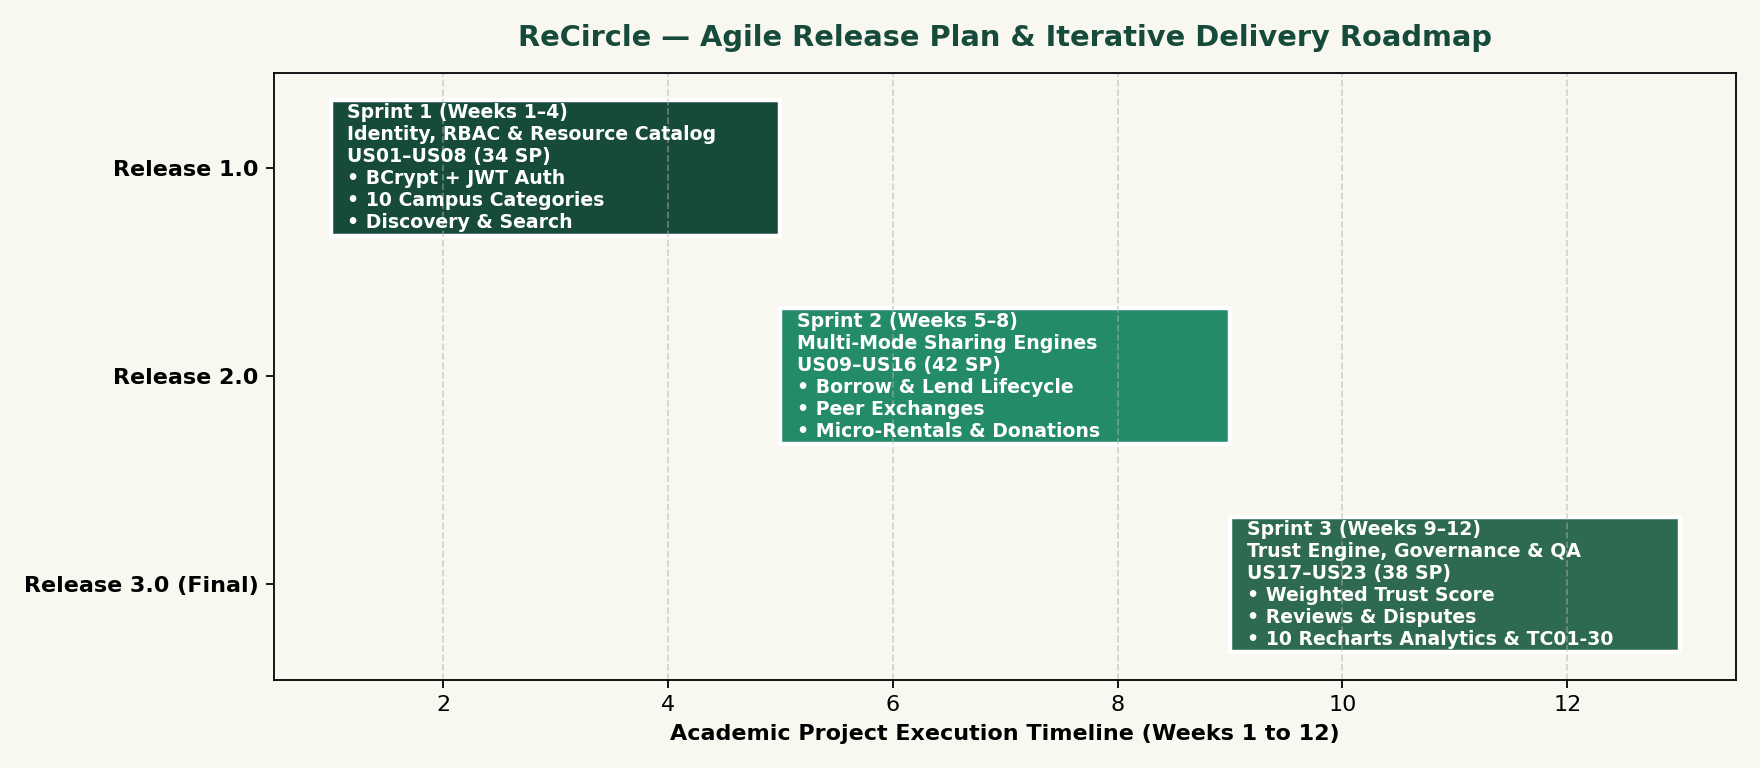 ReCircle — Agile Release Plan & Iterative Delivery Roadmap
Release 1.0
Sprint 1 (Weeks 1–4)
Identity, RBAC & Resource Catalog
US01–US08 (34 SP)
• BCrypt + JWT Auth
• 10 Campus Categories
• Discovery & Search
Release 2.0
Sprint 2 (Weeks 5–8)
Multi-Mode Sharing Engines
US09–US16 (42 SP)
• Borrow & Lend Lifecycle
• Peer Exchanges
• Micro-Rentals & Donations
Release 3.0 (Final)
Sprint 3 (Weeks 9–12)
Trust Engine, Governance & QA
US17–US23 (38 SP)
• Weighted Trust Score
• Reviews & Disputes
• 10 Recharts Analytics & TC01-30
2 4 6 8 10 12
Academic Project Execution Timeline (Weeks 1 to 12)